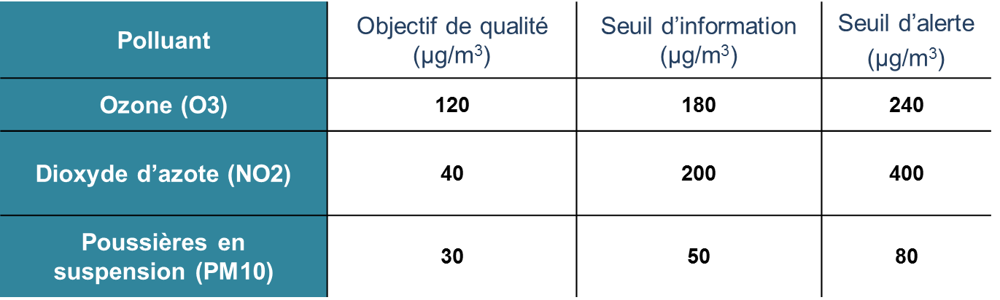 Polluant
Objectif de qualité
(µg/m³)
Seuil d’information
(µg/m³)
Seuil d’alerte
(µg/m³)
Ozone (O3)
120
180
240
Dioxyde d’azote (NO2)
40
200
400
Poussières en
suspension (PM10)
30
50
80